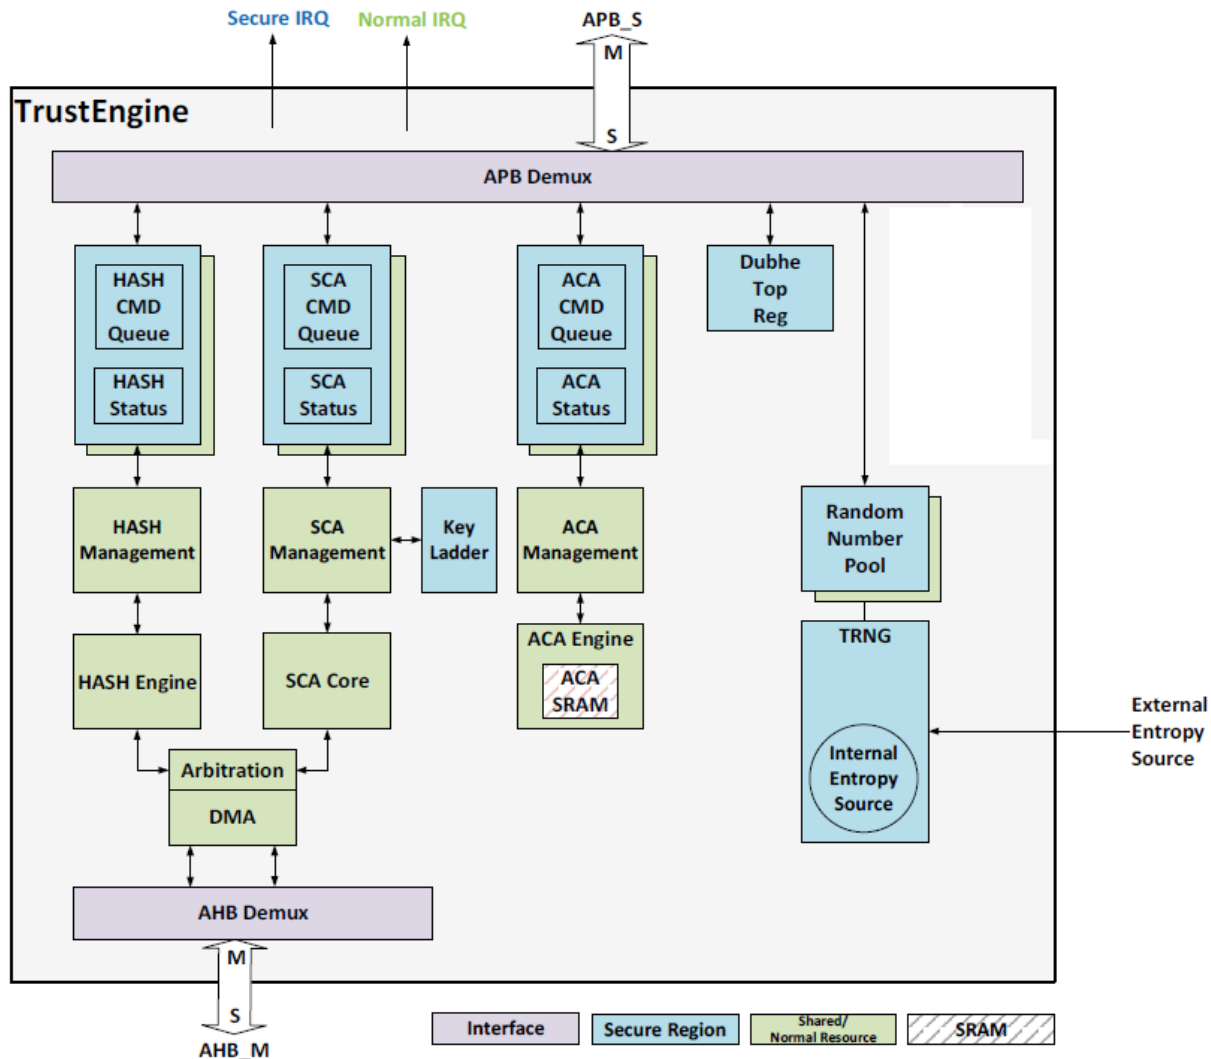 Secure IRQ
Normal IRQ
APB_S
M
TrustEngine
S
APB Demux
HASH
CMD
Queue
HASH
Status
SCA
CMD
Queue
SCA
Status
ACA
CMD
Queue
ACA
Status
Dubhe
Top
Reg
HASH
Management
SCA
Management
Key
Ladder
ACA
Management
Random
Number
Pool
HASH Engine
SCA Core
ACA Engine
ACA
SRAM
TRNG
Internal
Entropy
Source
External
Entropy
Source
Arbitration
DMA
AHB Demux
M
S
AHB_M
Interface
Secure Region
Shared/
Normal Resource
SRAM